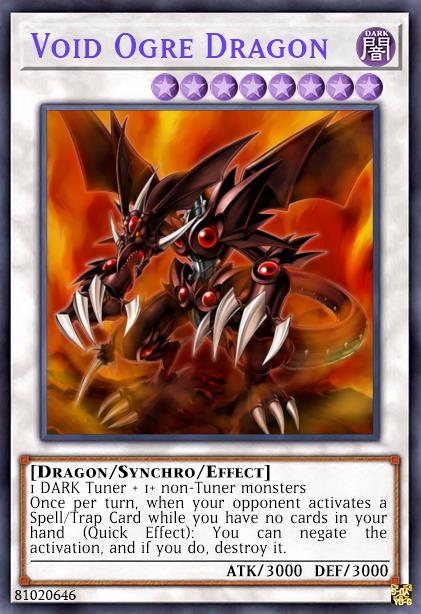 Void Ogre Dragon
DARK
闇
[Dragon/Synchro/Effect]
1 DARK Tuner + 1+ non-Tuner monsters
Once per turn, when your opponent activates a
Spell/Trap Card while you have no cards in your
hand (Quick Effect): You can negate the
activation, and if you do, destroy it.
ATK/3000 DEF/3000
81020646